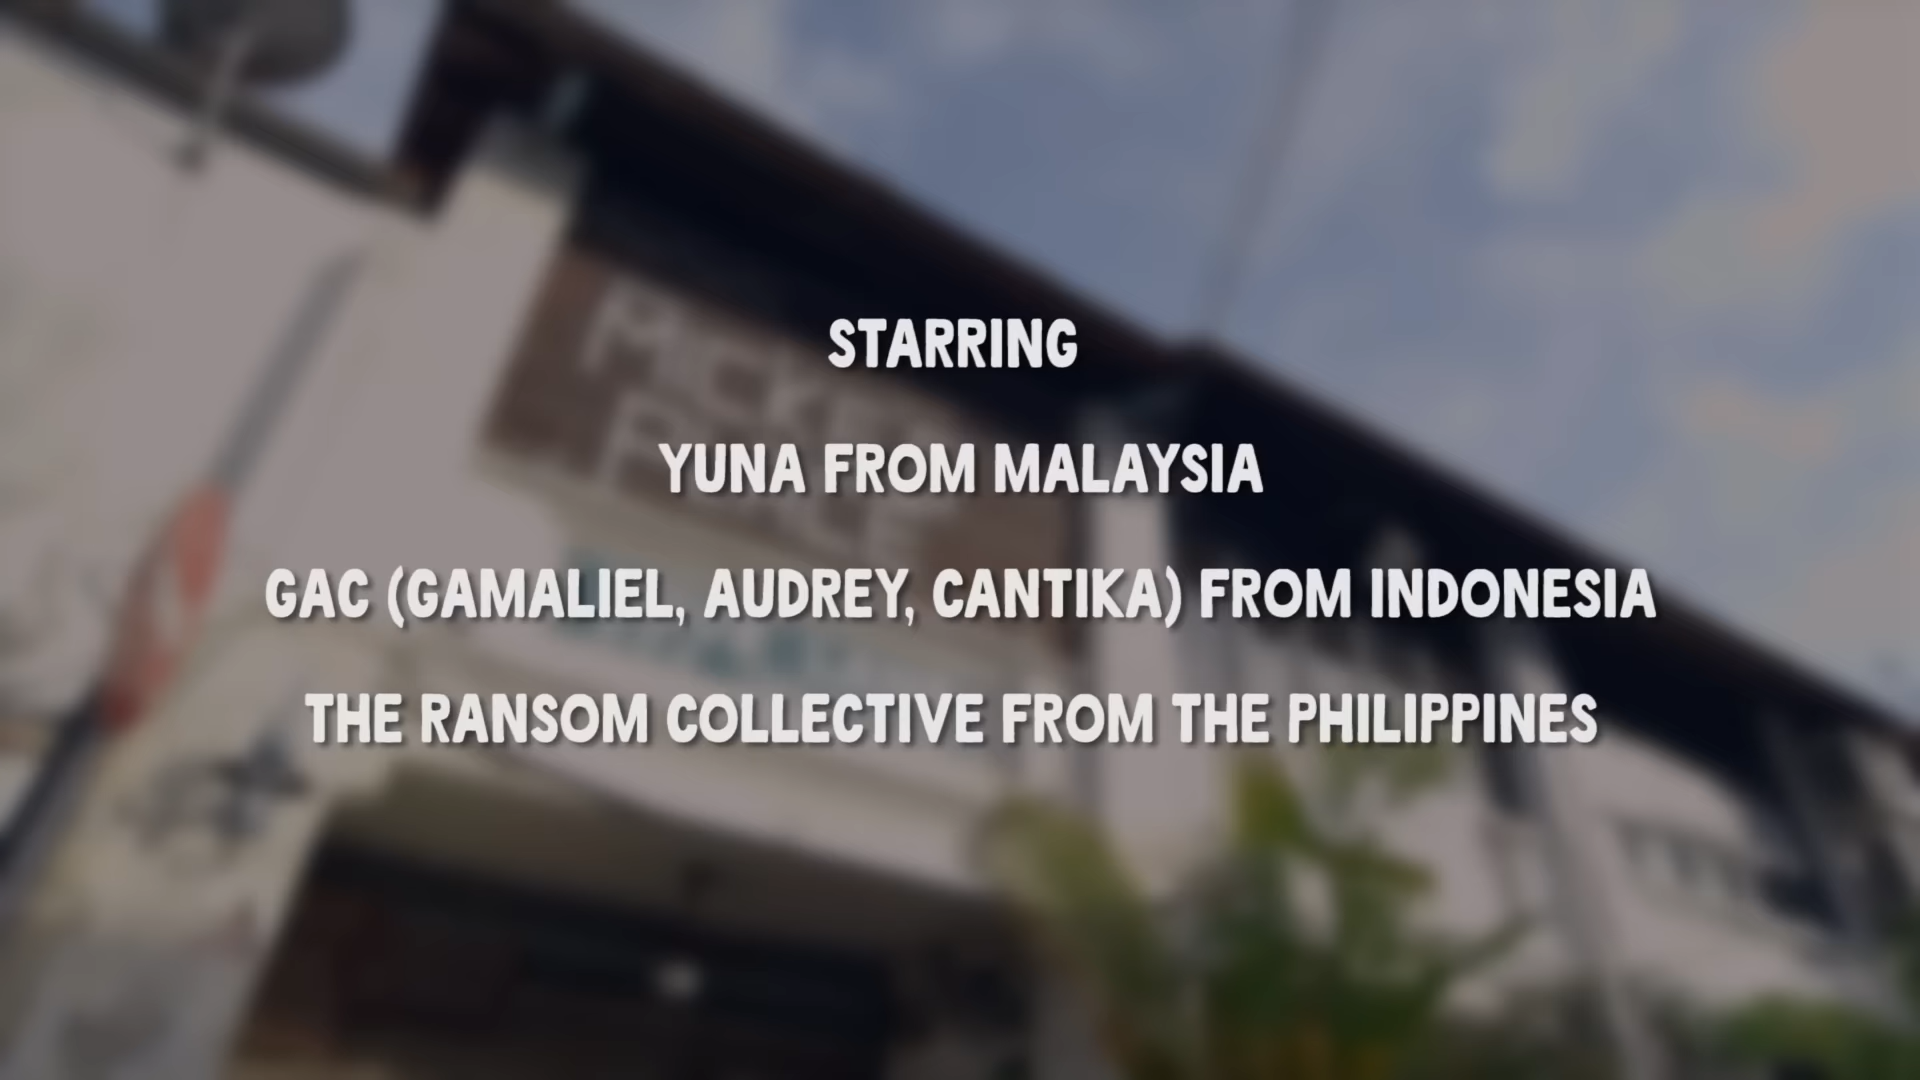 STARRING
YUNA FROM MALAYSIA
GAC (GAMALIEL, AUDREY, CANTIKA) FROM INDONESIA
THE RANSOM COLLECTIVE FROM THE PHILIPPINES